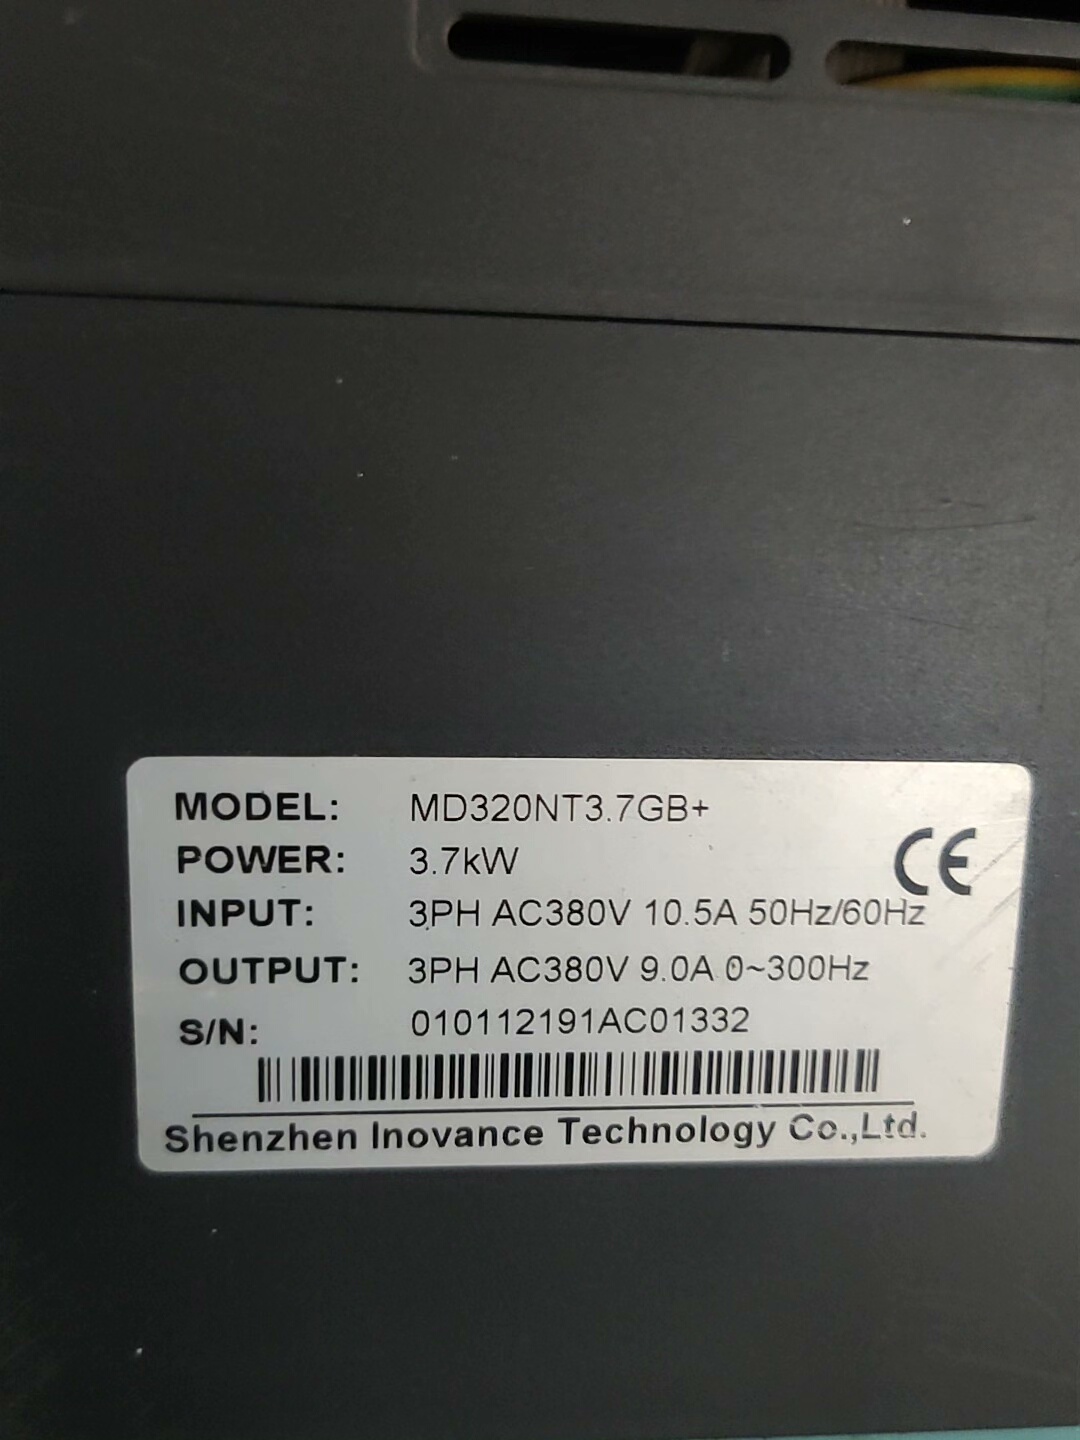 MODEL: MD320NT3.7GB+
POWER: 3.7kW
CE
INPUT: 3PH AC380V 10.5A 50Hz/60Hz
OUTPUT: 3PH AC380V 9.0A 0~300Hz
S/N: 010112191AC01332
Shenzhen Inovance Technology Co.,Ltd.